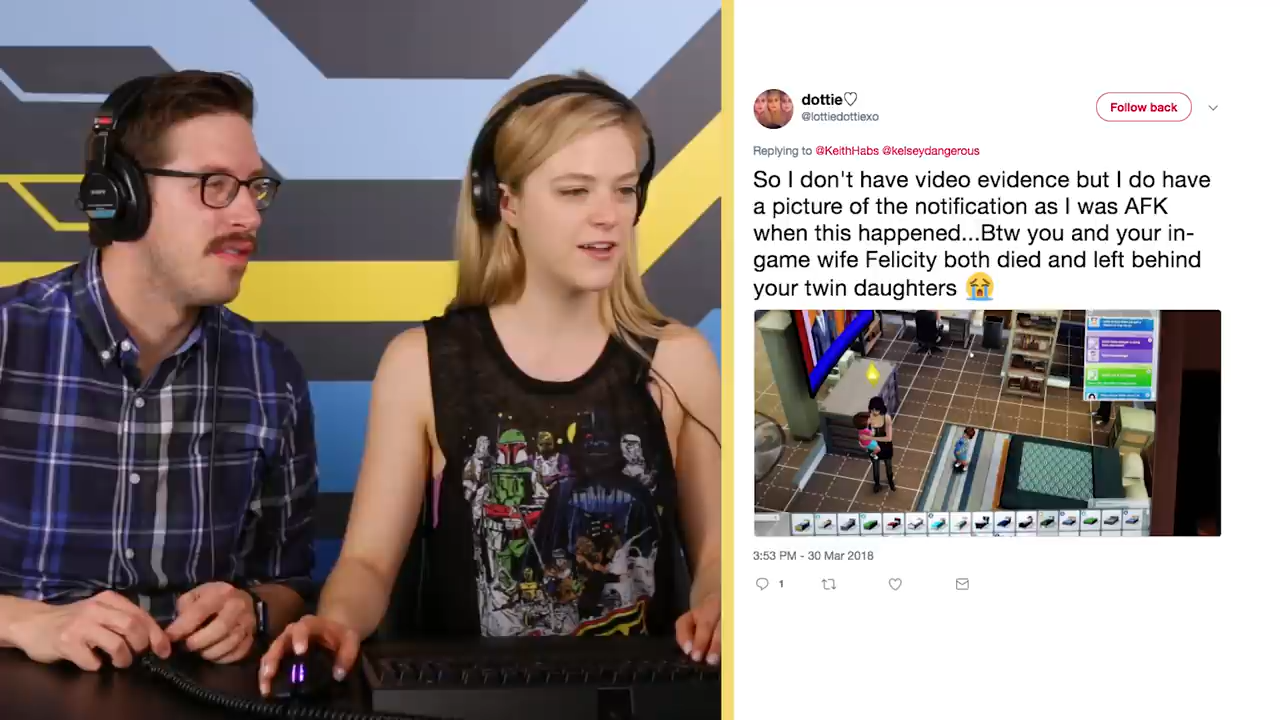 dottie♡
@lottiedottiexo
Follow back
Replying to @KeithHabs @kelseydangerous
So I don't have video evidence but I do have
a picture of the notification as I was AFK
when this happened...Btw you and your in-
game wife Felicity both died and left behind
your twin daughters 😭
3:53 PM - 30 Mar 2018
1
SONY